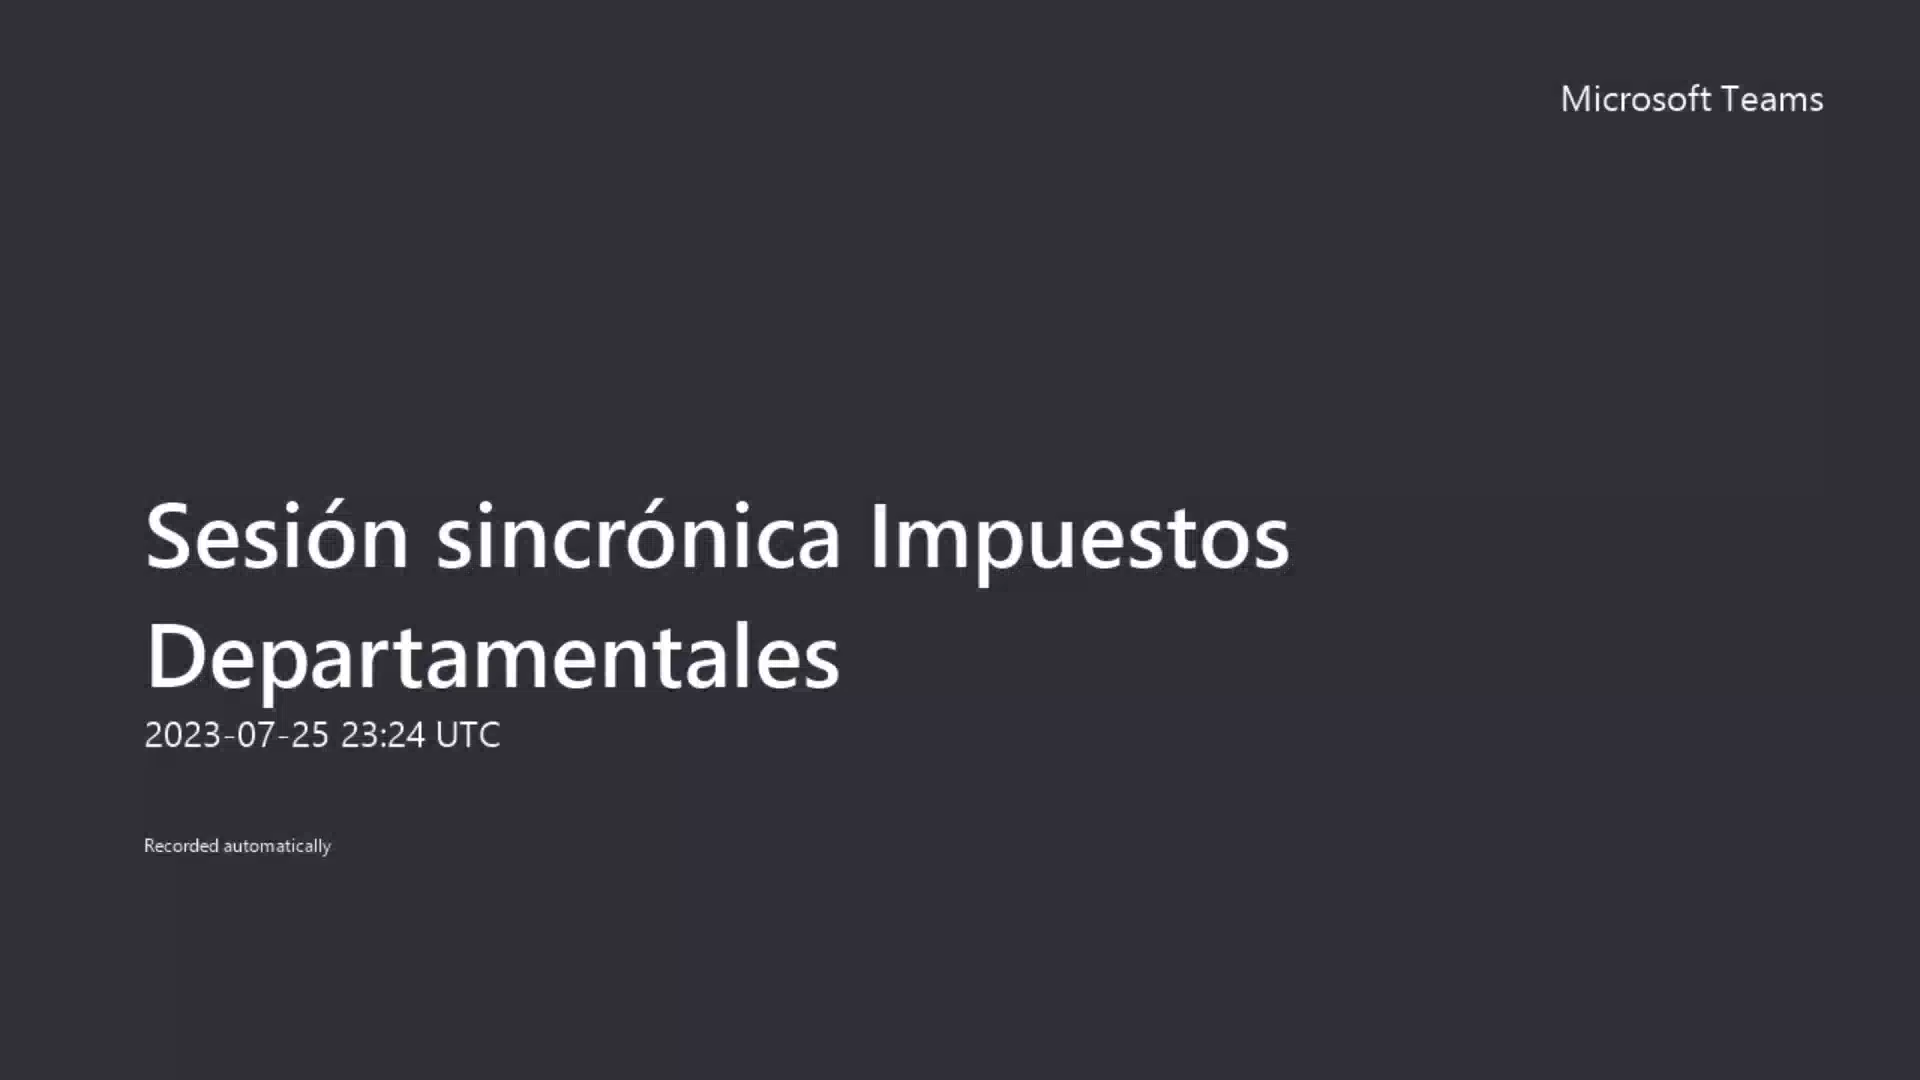 Microsoft Teams
Sesión sincrónica Impuestos
Departamentales
2023-07-25 23:24 UTC
Recorded automatically